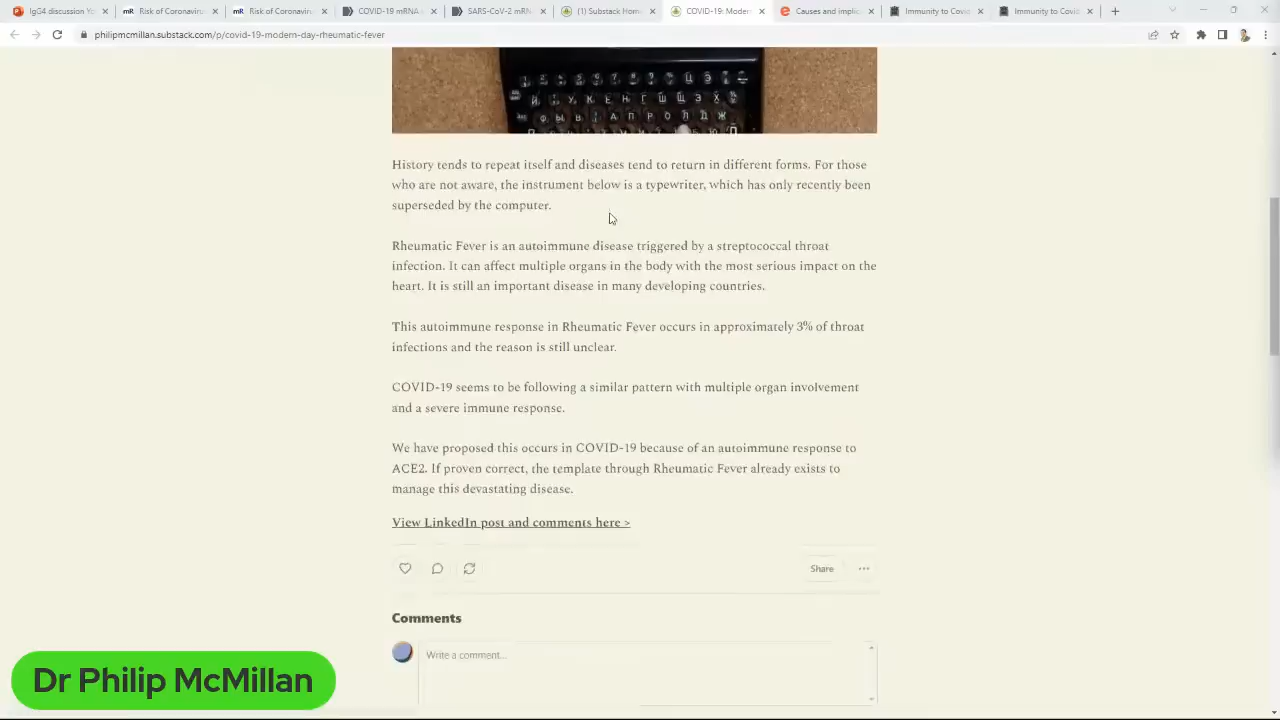 IgG4 discussion Yo
Risk of Coronavirus
Risk of Coronavirus
COVID-19 mRNA
SARS-CoV-2 mRN
(1) Substack Hom
COVID-19: Moder
Causes and implic
Immunity to Covid
Immunity to Covid
philipmcmillan.substack.com/p/covid-19-modern-day-rheumatic-fever
History tends to repeat itself and diseases tend to return in different forms. For those
who are not aware, the instrument below is a typewriter, which has only recently been
superseded by the computer.
Rheumatic Fever is an autoimmune disease triggered by a streptococcal throat
infection. It can affect multiple organs in the body with the most serious impact on the
heart. It is still an important disease in many developing countries.
This autoimmune response in Rheumatic Fever occurs in approximately 3% of throat
infections and the reason is still unclear.
COVID-19 seems to be following a similar pattern with multiple organ involvement
and a severe immune response.
We have proposed this occurs in COVID-19 because of an autoimmune response to
ACE2. If proven correct, the template through Rheumatic Fever already exists to
manage this devastating disease.
View LinkedIn post and comments here >
Share
Comments
Write a comment...
Dr Philip McMillan